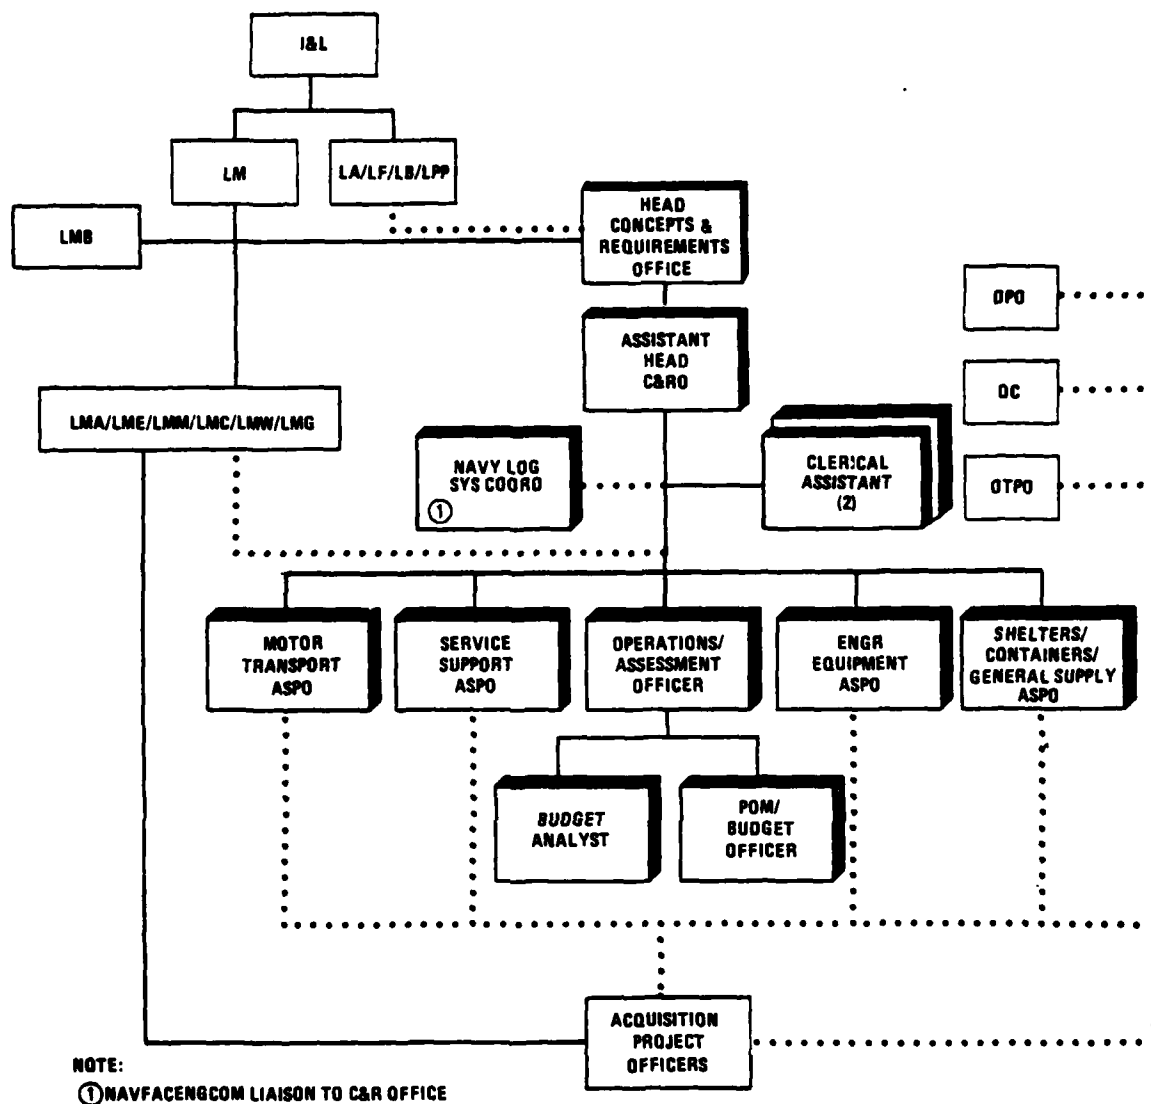 I&L
LM
LA/LF/LB/LPP
LMB
HEAD
CONCEPTS &
REQUIREMENTS
OFFICE
DPO
ASSISTANT
HEAD
C&RO
DC
LMA/LME/LMM/LMC/LMW/LMG
NAVY LOG
SYS COORD
①
CLERICAL
ASSISTANT
(2)
OTPO
MOTOR
TRANSPORT
ASPO
SERVICE
SUPPORT
ASPO
OPERATIONS/
ASSESSMENT
OFFICER
ENGR
EQUIPMENT
ASPO
SHELTERS/
CONTAINERS/
GENERAL SUPPLY
ASPO
BUDGET
ANALYST
POM/
BUDGET
OFFICER
ACQUISITION
PROJECT
OFFICERS
NOTE:
① NAVFACENGCOM LIAISON TO C&R OFFICE